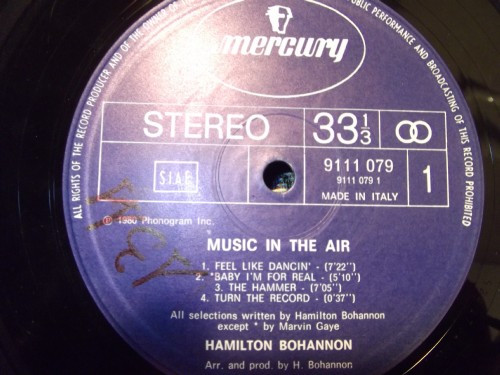 mercury
ALL RIGHTS OF THE RECORD PRODUCER AND OF THE OWNER OF
PUBLIC PERFORMANCE AND BROADCASTING OF THIS RECORD PROHIBITED
STEREO
33 1/3
S.I.A.E.
9111 079
9111 079 1
MADE IN ITALY
1
℗ 1980 Phonogram Inc.
MUSIC IN THE AIR
1. FEEL LIKE DANCIN' - (7'22")
2. *BABY I'M FOR REAL - (5'10")
3. THE HAMMER - (7'05")
4. TURN THE RECORD - (0'37")
All selections written by Hamilton Bohannon
except * by Marvin Gaye
HAMILTON BOHANNON
Arr. and prod. by H. Bohannon